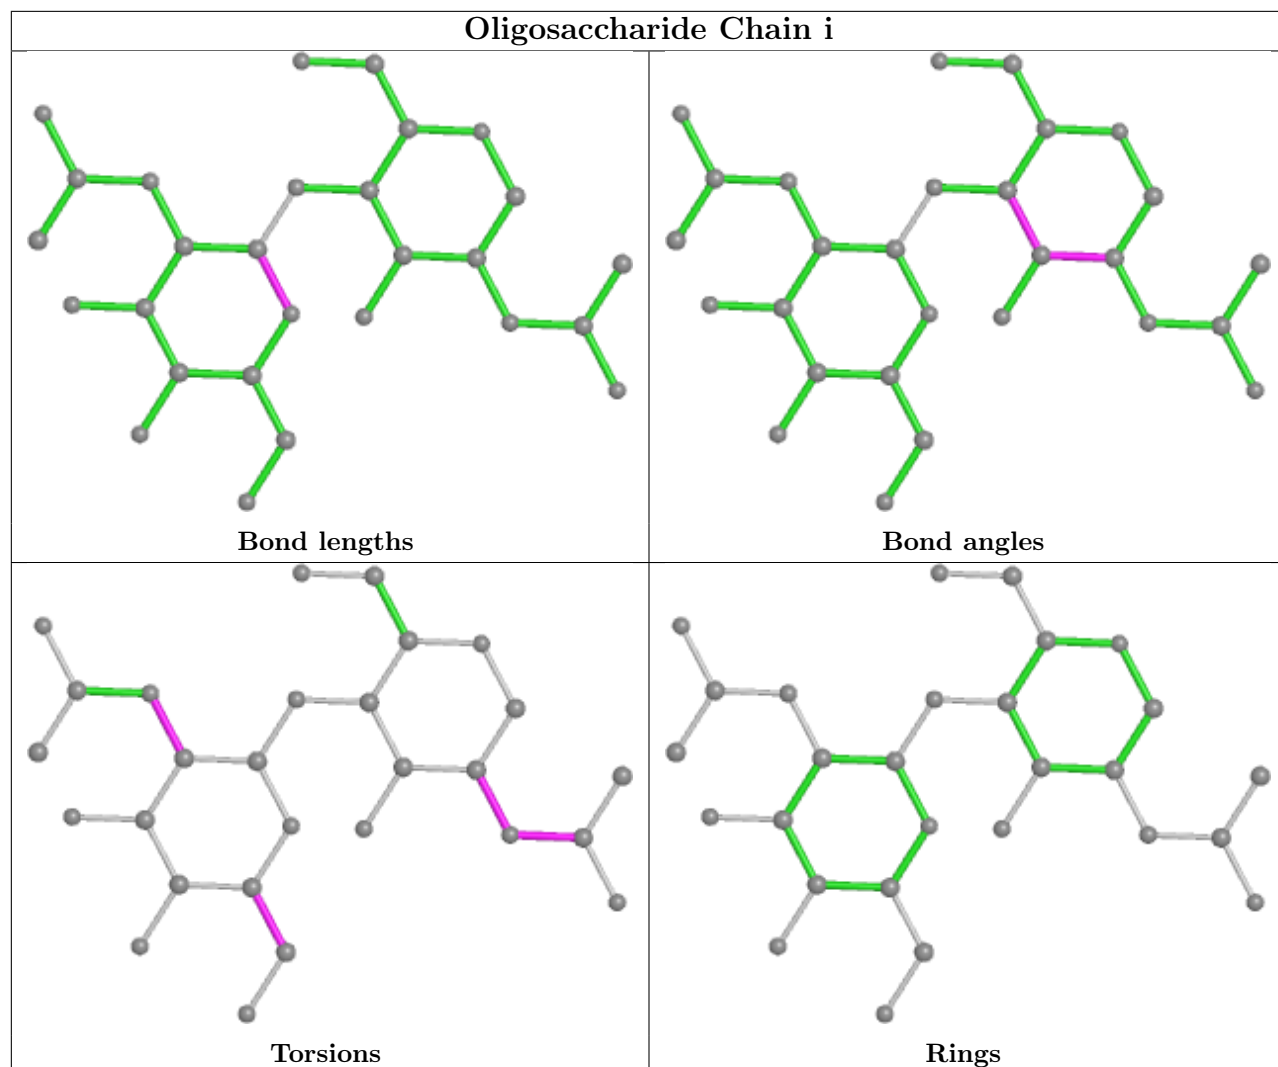 Oligosaccharide Chain i
Bond lengths
Bond angles
Torsions
Rings